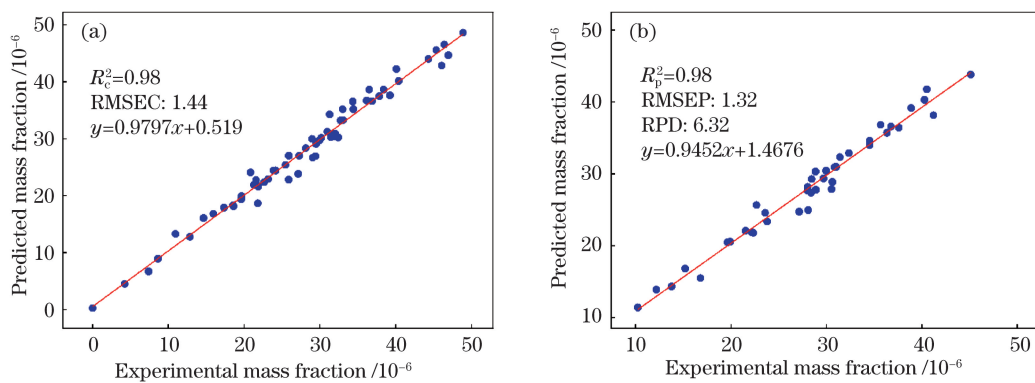 (a)
R²c=0.98
RMSEC: 1.44
y=0.9797x+0.519
50
40
30
20
10
0
Predicted mass fraction /10⁻⁶
0 10 20 30 40 50
Experimental mass fraction /10⁻⁶
(b)
R²p=0.98
RMSEP: 1.32
RPD: 6.32
y=0.9452x+1.4676
50
40
30
20
10
Predicted mass fraction /10⁻⁶
10 20 30 40 50
Experimental mass fraction /10⁻⁶